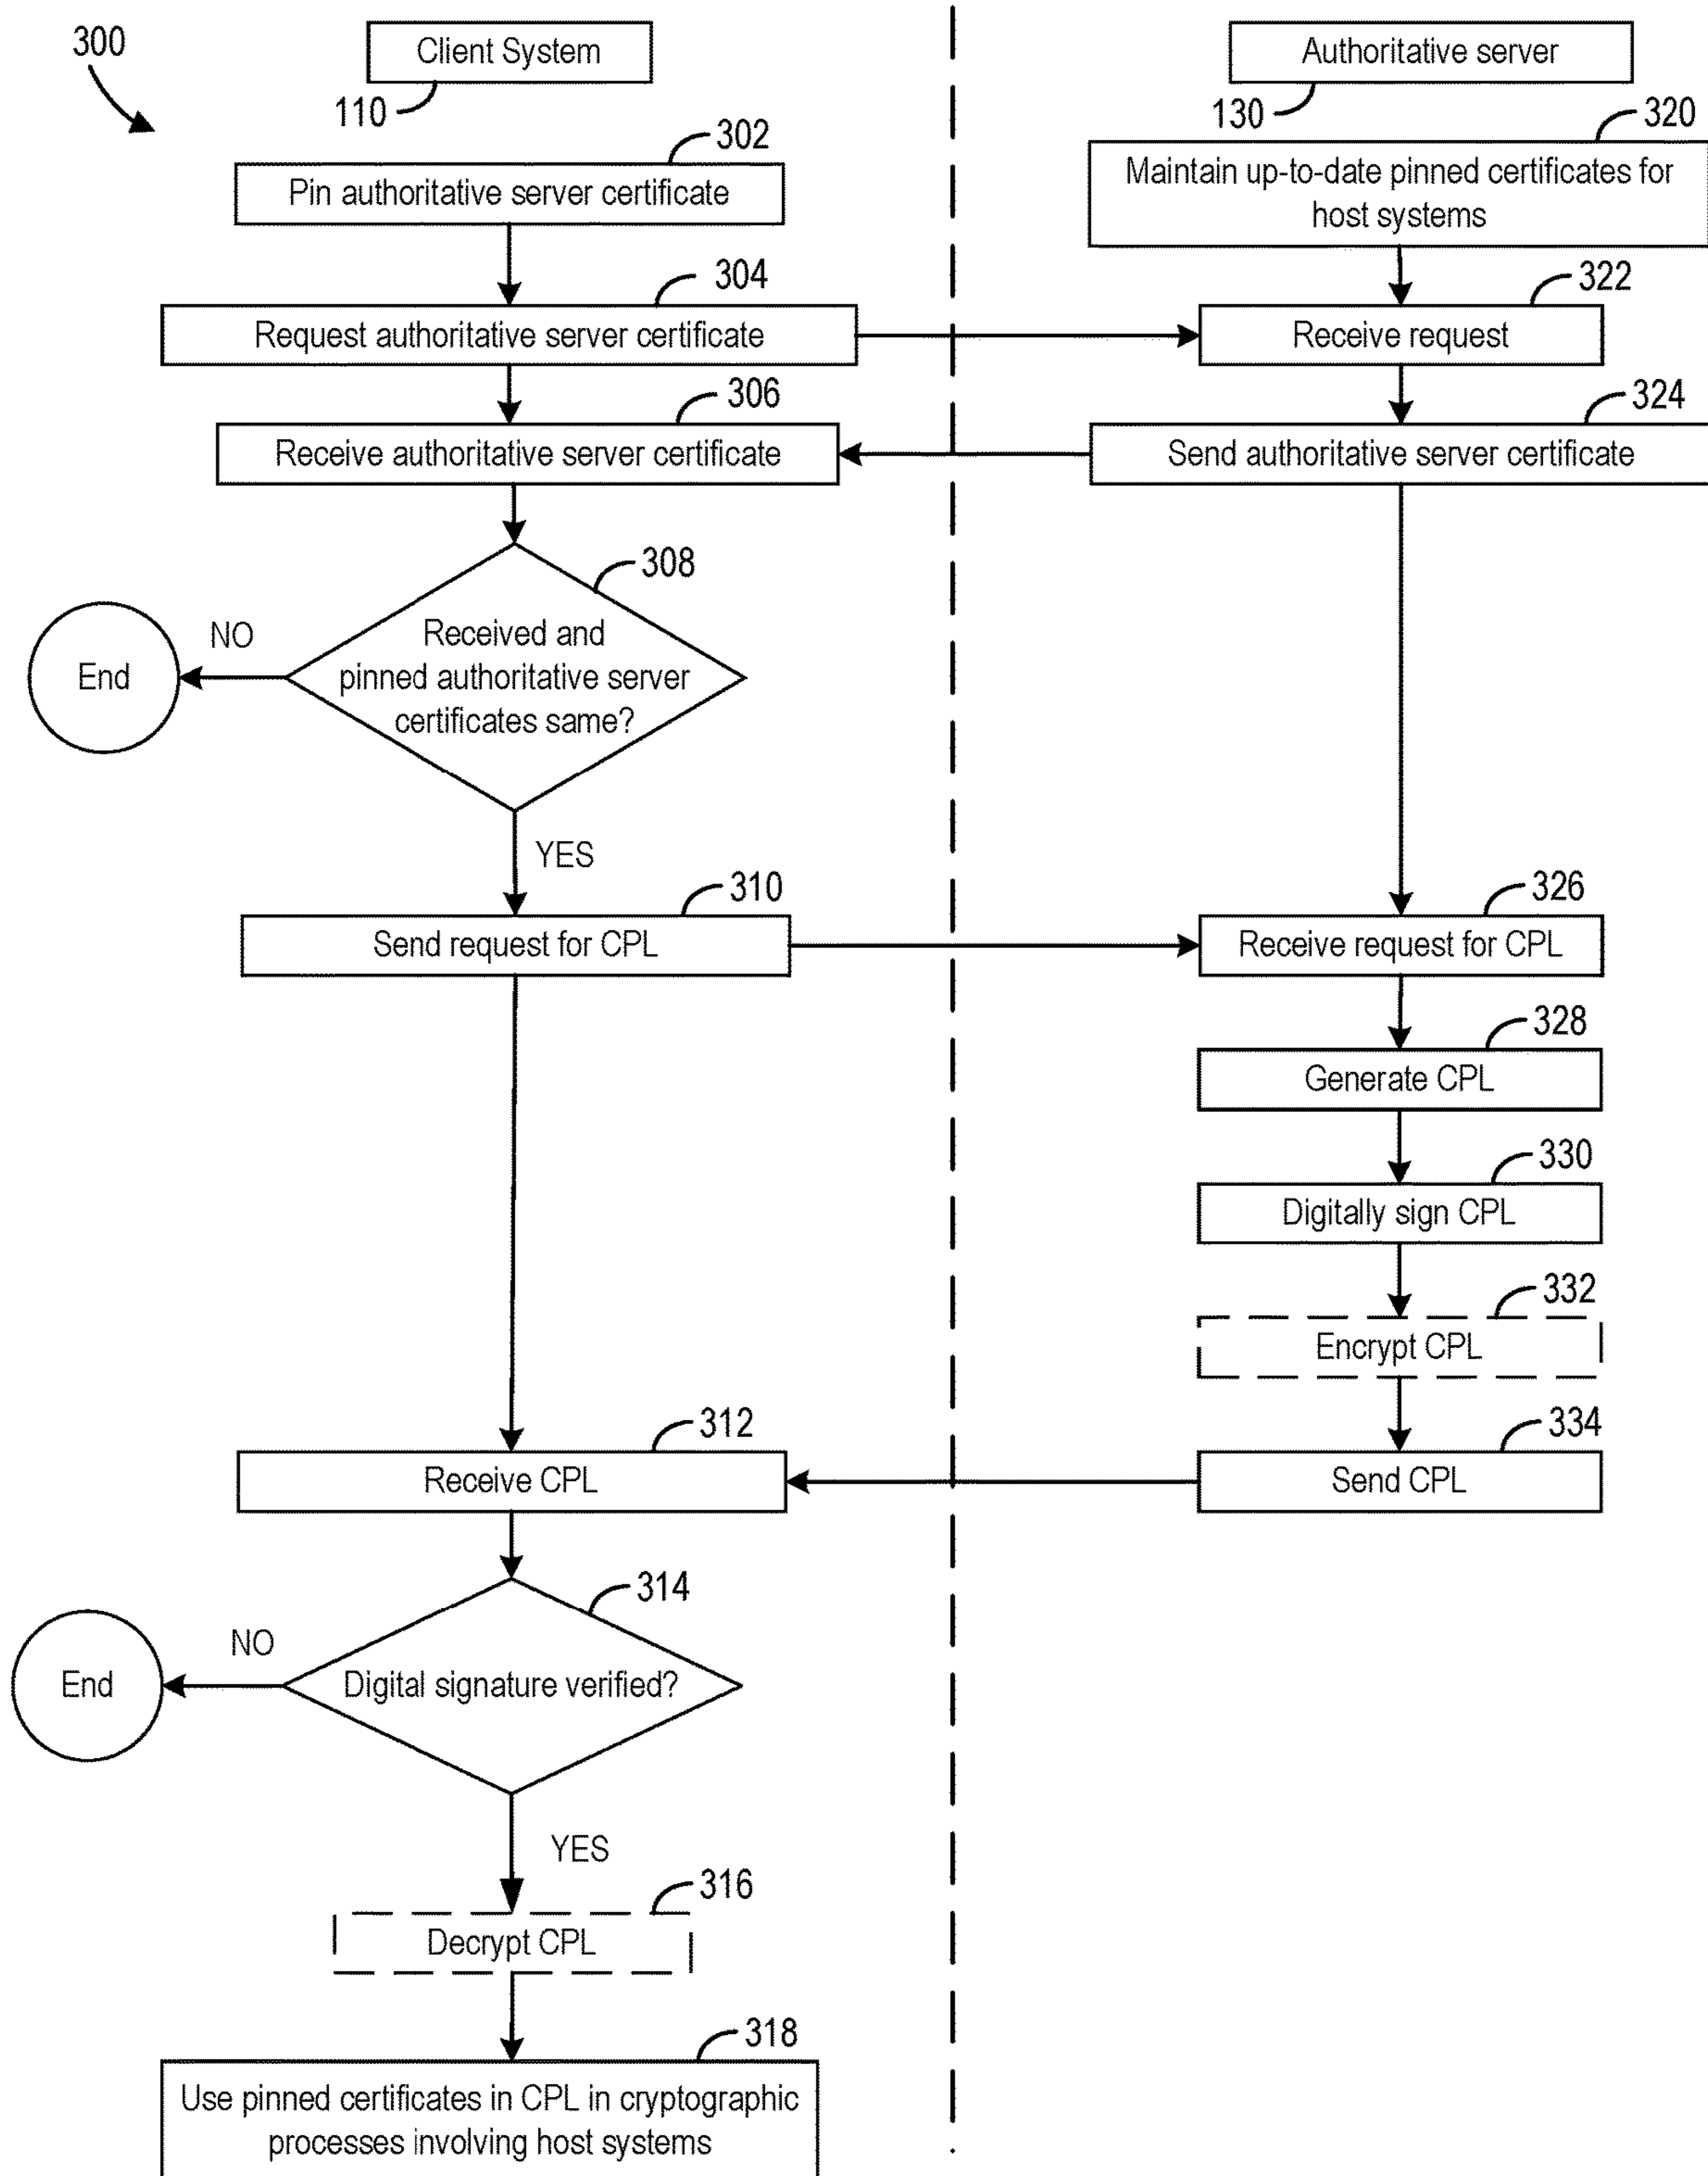 300
Client System
Authoritative server
110
130
320
302
Maintain up-to-date pinned certificates for
host systems
Pin authoritative server certificate
304
322
Request authoritative server certificate
Receive request
306
324
Receive authoritative server certificate
Send authoritative server certificate
308
NO
End
Received and
pinned authoritative server
certificates same?
YES
310
326
Send request for CPL
Receive request for CPL
328
Generate CPL
330
Digitally sign CPL
332
Encrypt CPL
312
334
Receive CPL
Send CPL
314
NO
End
Digital signature verified?
YES
316
Decrypt CPL
318
Use pinned certificates in CPL in cryptographic
processes involving host systems